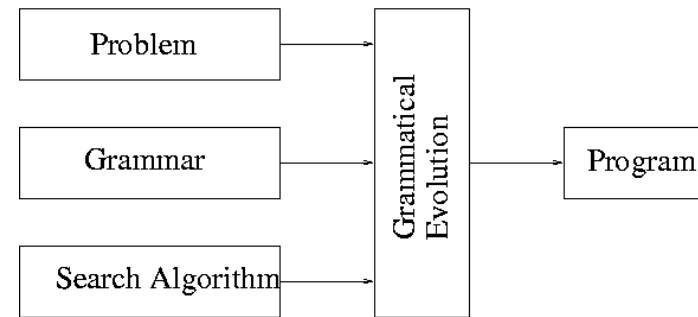 Problem
Grammar
Search Algorithm
Grammatical
Evolution
Program